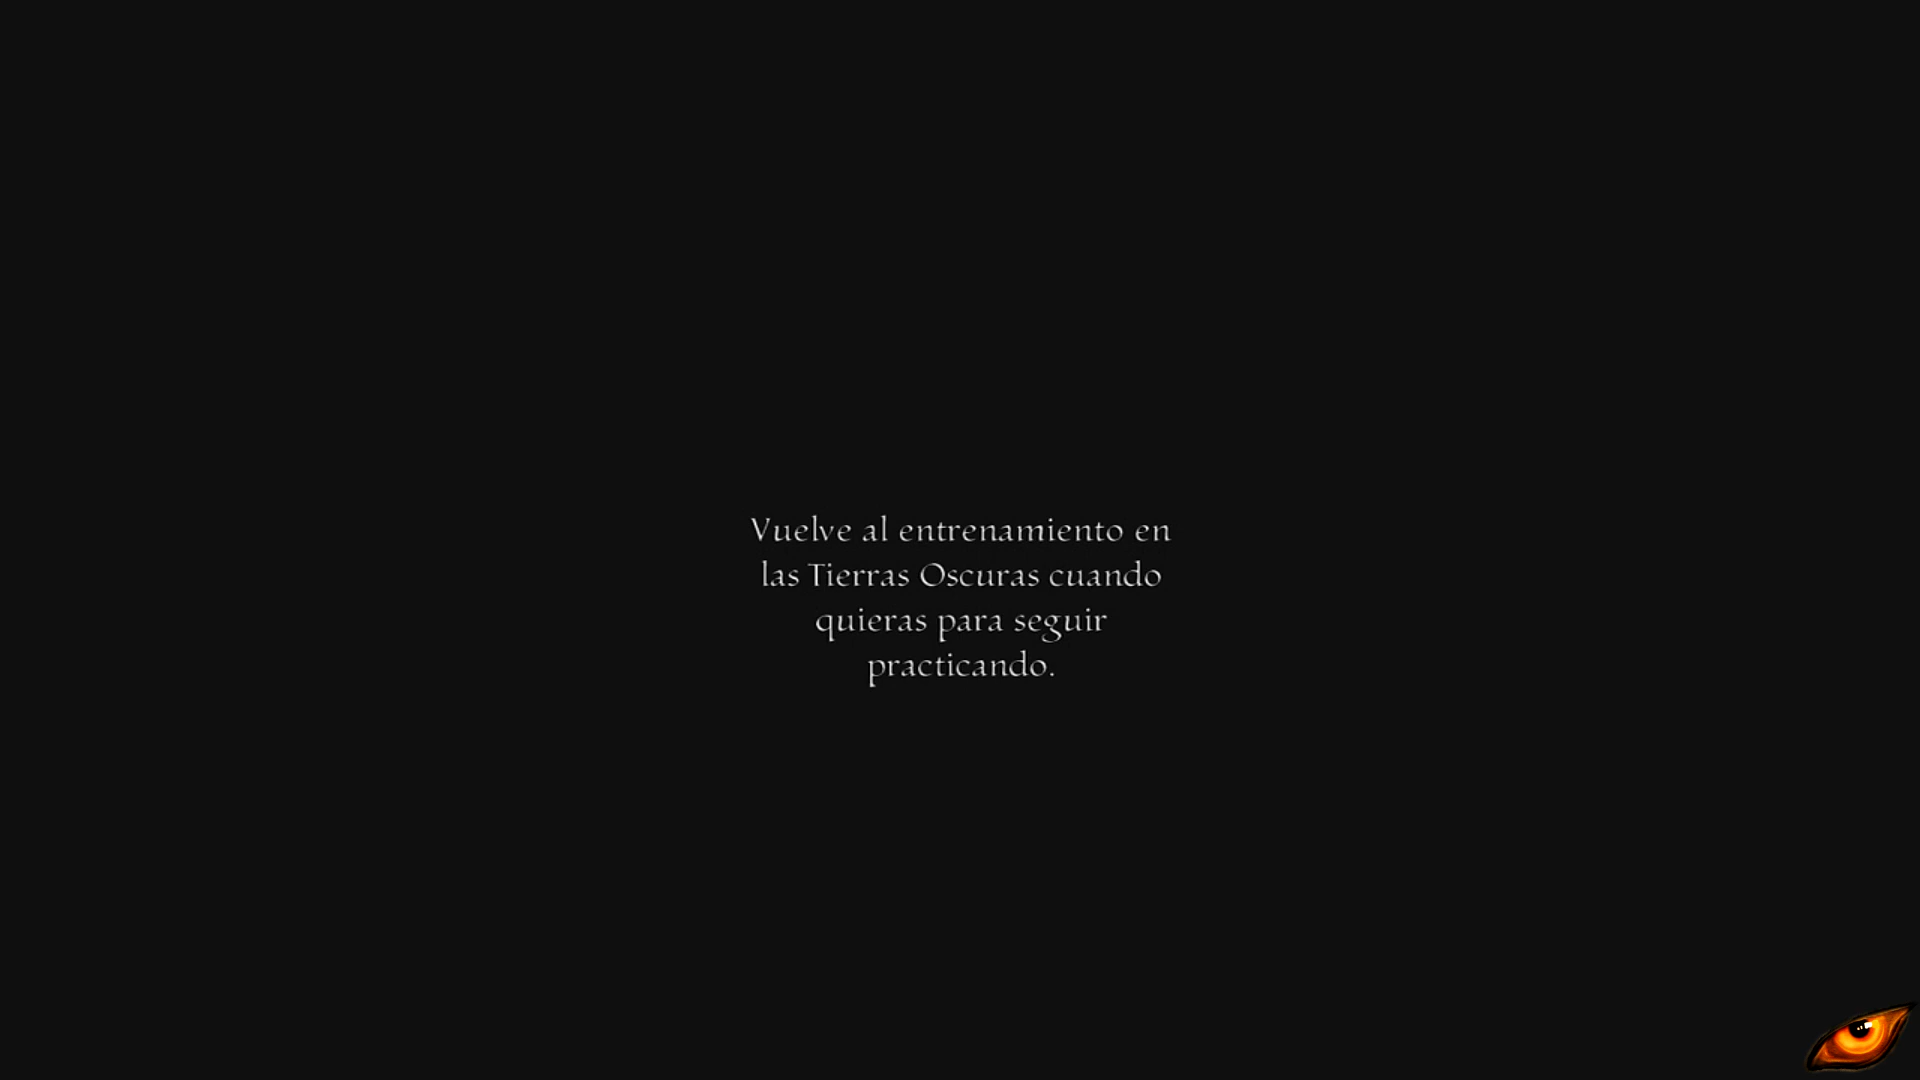 Vuelve al entrenamiento en
las Tierras Oscuras cuando
quieras para seguir
practicando.